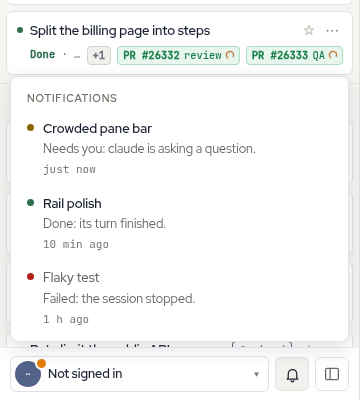 Split the billing page into steps
Done · … +1 PR #26332 review PR #26333 QA
NOTIFICATIONS
Crowded pane bar
Needs you: claude is asking a question.
just now
Rail polish
Done: its turn finished.
10 min ago
Flaky test
Failed: the session stopped.
1 h ago
Not signed in